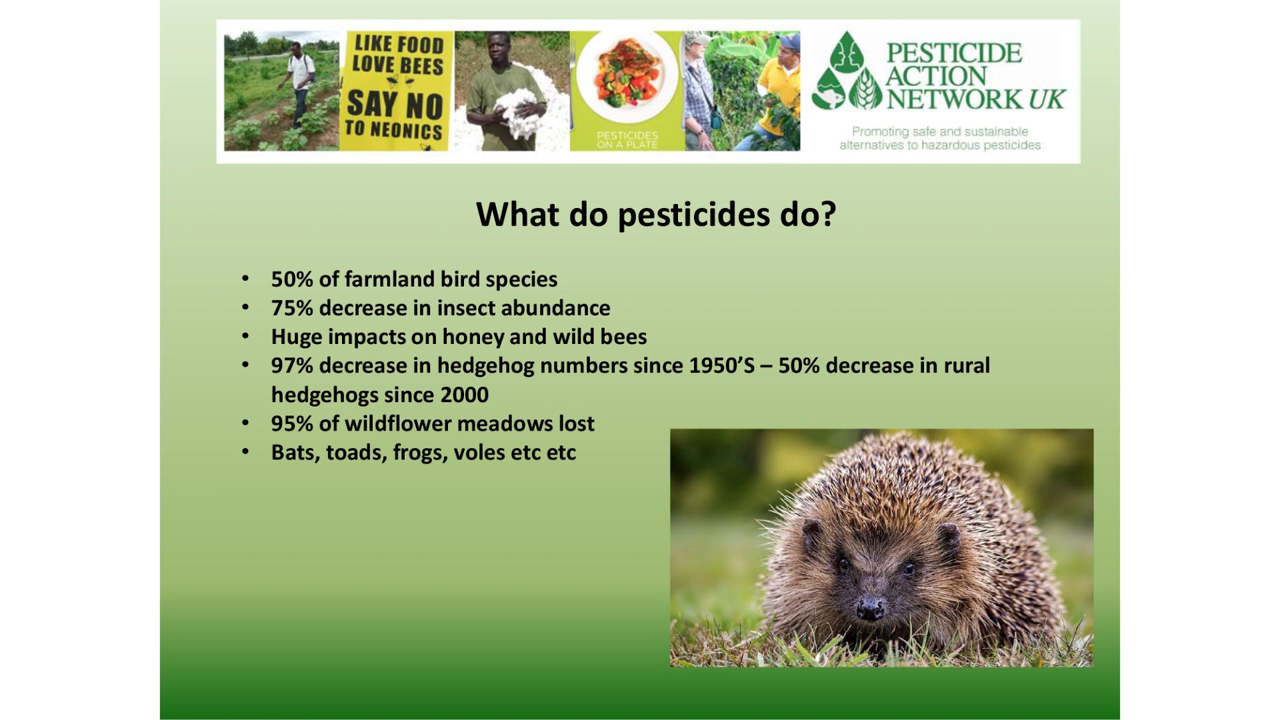 LIKE FOOD
LOVE BEES
SAY NO
TO NEONICS
PESTICIDES
ON A PLATE
PESTICIDE
ACTION
NETWORK UK
Promoting safe and sustainable
alternatives to hazardous pesticides
What do pesticides do?
• 50% of farmland bird species
• 75% decrease in insect abundance
• Huge impacts on honey and wild bees
• 97% decrease in hedgehog numbers since 1950’S – 50% decrease in rural
hedgehogs since 2000
• 95% of wildflower meadows lost
• Bats, toads, frogs, voles etc etc